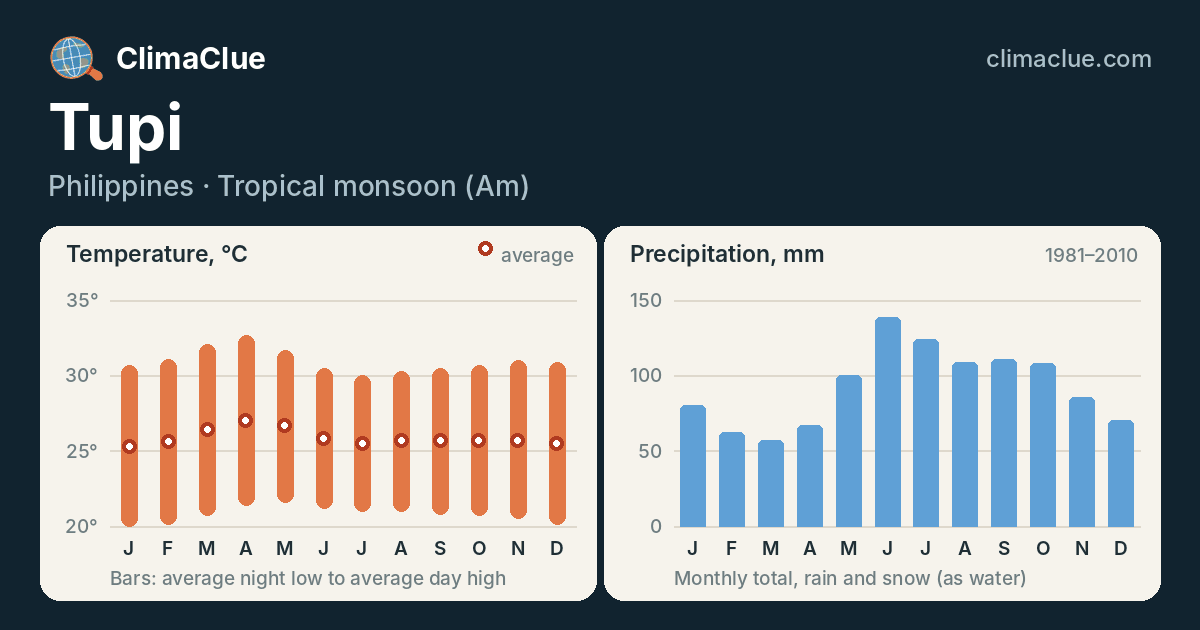 ClimaClue
climaclue.com
Tupi
Philippines · Tropical monsoon (Am)
Temperature, °C
average
35°
30°
25°
20°
J F M A M J J A S O N D
Bars: average night low to average day high
Precipitation, mm
1981–2010
150
100
50
0
J F M A M J J A S O N D
Monthly total, rain and snow (as water)